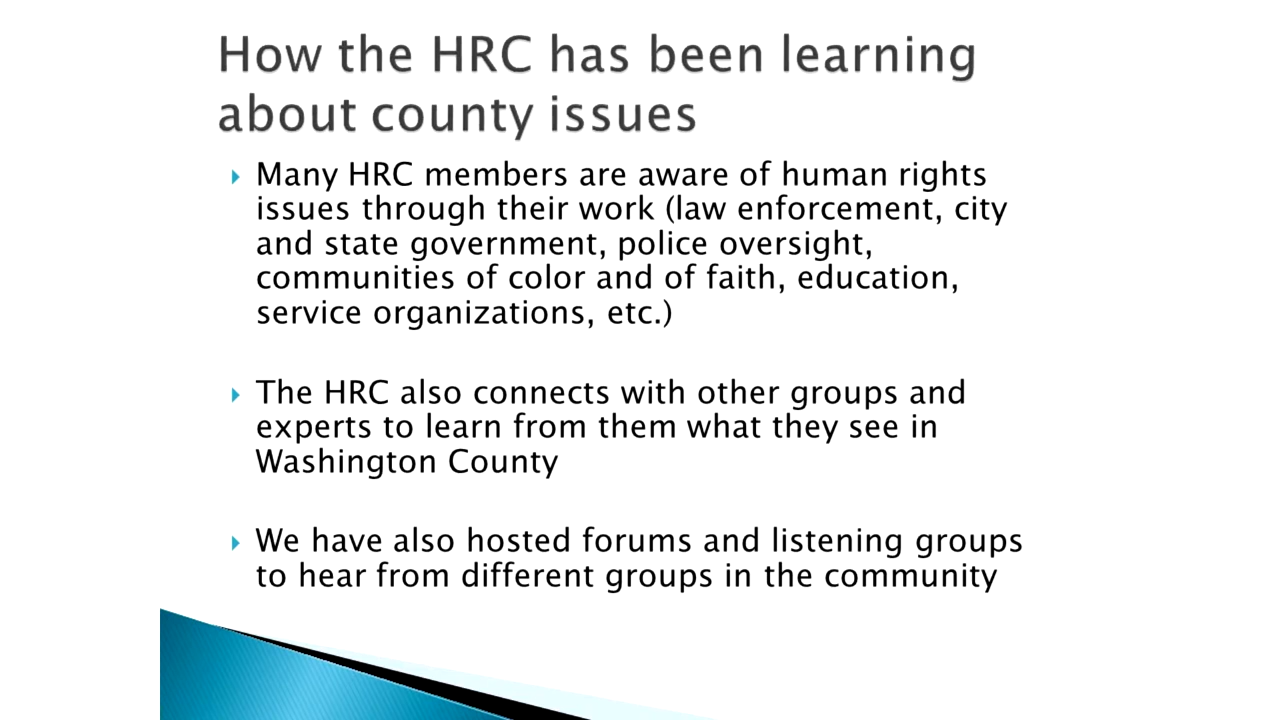 How the HRC has been learning
about county issues
Many HRC members are aware of human rights
issues through their work (law enforcement, city
and state government, police oversight,
communities of color and of faith, education,
service organizations, etc.)
The HRC also connects with other groups and
experts to learn from them what they see in
Washington County
We have also hosted forums and listening groups
to hear from different groups in the community